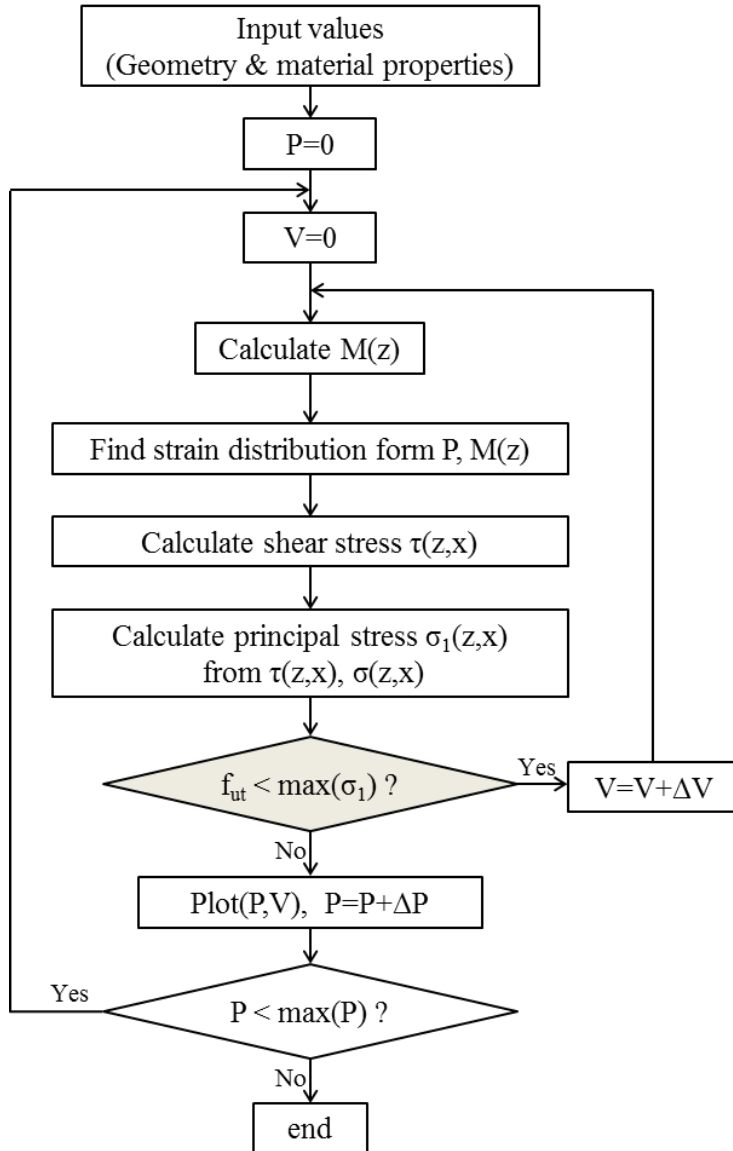 Input values
(Geometry & material properties)
P=0
V=0
Calculate M(z)
Find strain distribution form P, M(z)
Calculate shear stress τ(z,x)
Calculate principal stress σ₁(z,x)
from τ(z,x), σ(z,x)
fᵤₜ < max(σ₁) ?
Yes
V=V+ΔV
No
Plot(P,V), P=P+ΔP
Yes
P < max(P) ?
No
end